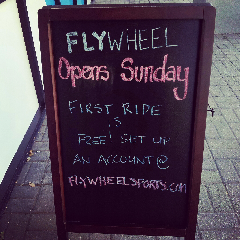 FLYWHEEL
Opens Sunday
FIRST RIDE
IS
FREE! SET UP
AN ACCOUNT @
FLYWHEELSPORTS.COM